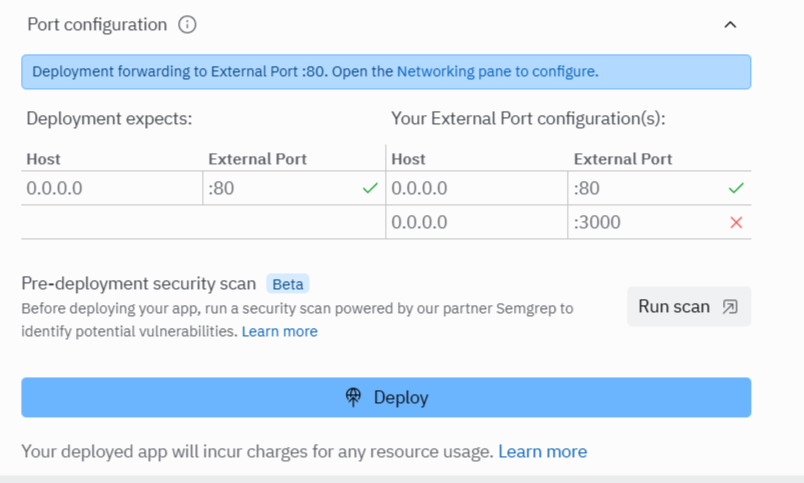 Port configuration
Deployment forwarding to External Port :80. Open the Networking pane to configure.
Deployment expects:
Your External Port configuration(s):
Host External Port Host External Port
0.0.0.0 :80 0.0.0.0 :80
0.0.0.0 :3000
Pre-deployment security scan Beta
Before deploying your app, run a security scan powered by our partner Semgrep to
identify potential vulnerabilities. Learn more
Run scan
Deploy
Your deployed app will incur charges for any resource usage. Learn more